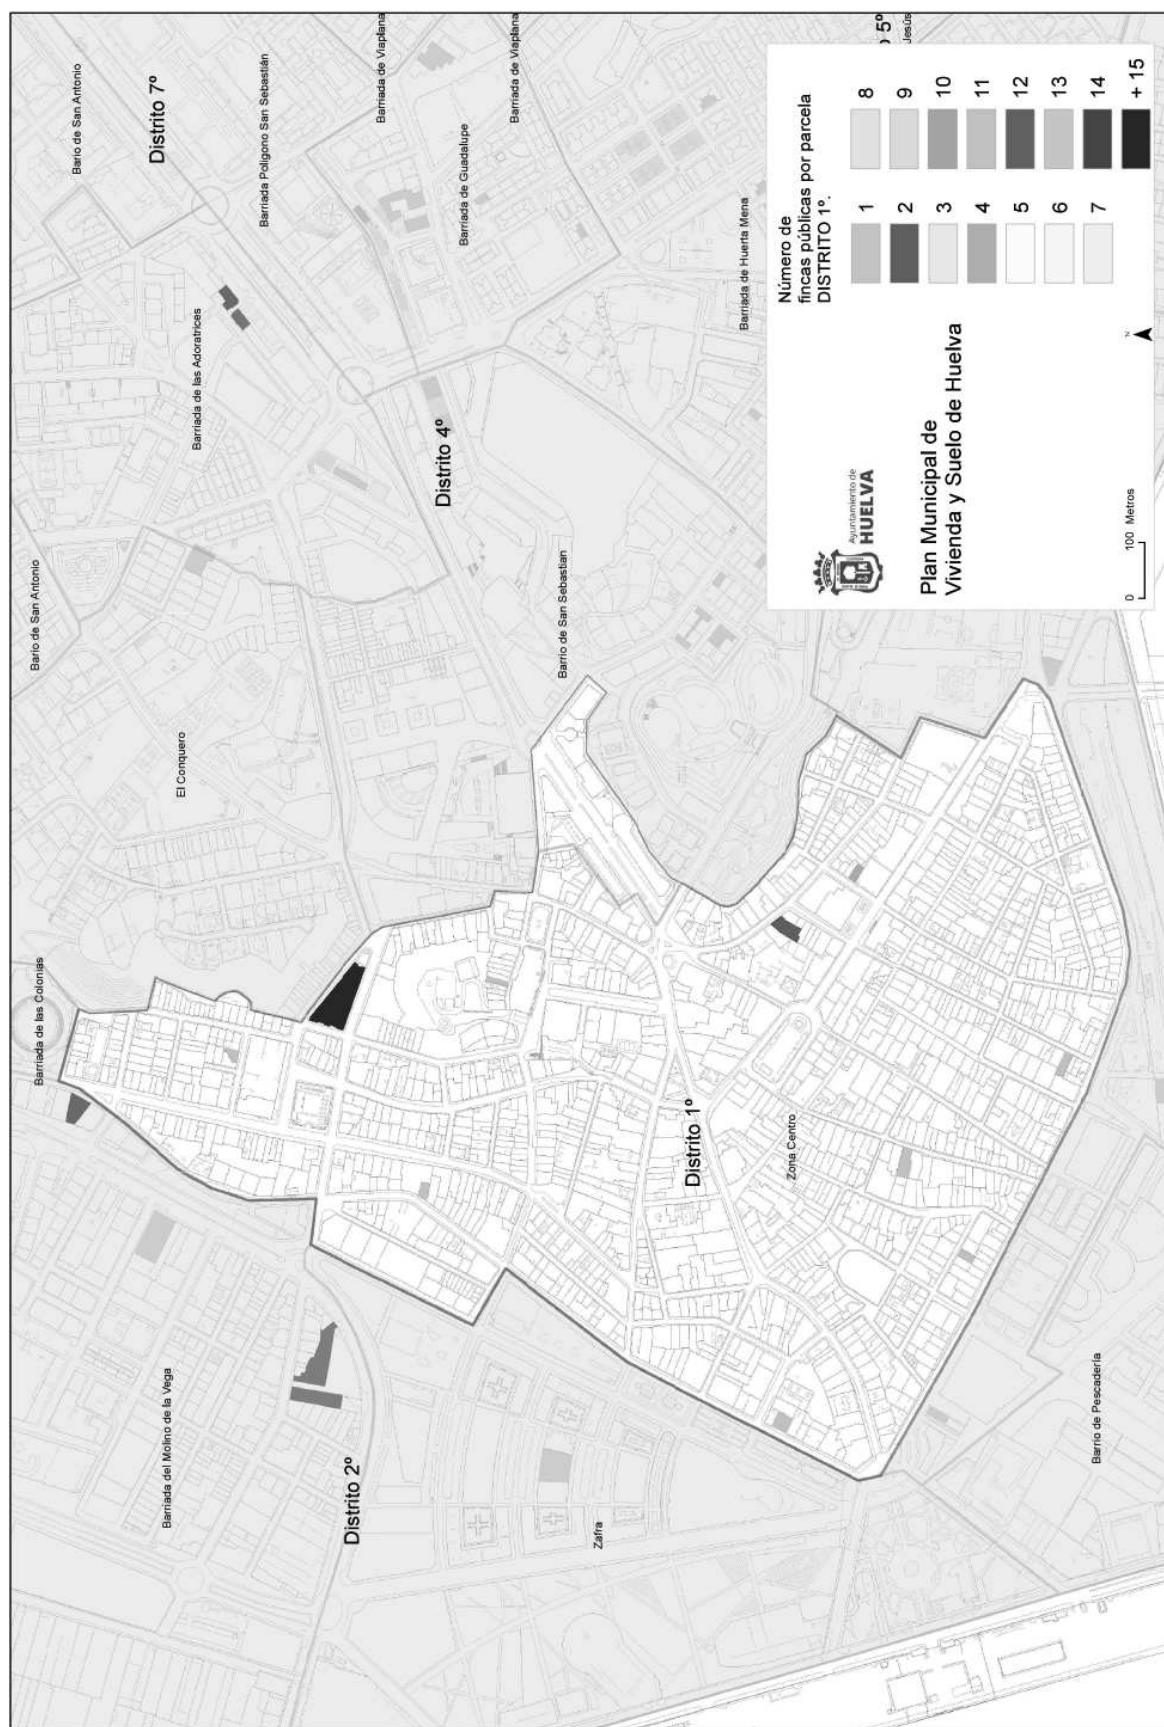 Barrio de San Antonio
Distrito 7º
Barriada Polígono San Sebastián
Barriada de Viaplana
Barriada de Guadalupe
Barriada de Viaplana
Barriada de Huerta Mena
o 5º
Jesús
Barriada de las Adoratrices
Distrito 4º
Barrio de San Antonio
El Conquero
Barrio de San Sebastian
Barriada de las Colonias
Distrito 1º
Zona Centro
Barriada del Molino de la Vega
Distrito 2º
Zafra
Barrio de Pescadería
Número de
fincas públicas por parcela
DISTRITO 1º.
1
2
3
4
5
6
7
8
9
10
11
12
13
14
+ 15
Ayuntamiento de
HUELVA
Plan Municipal de
Vivienda y Suelo de Huelva
0 100 Metros
N